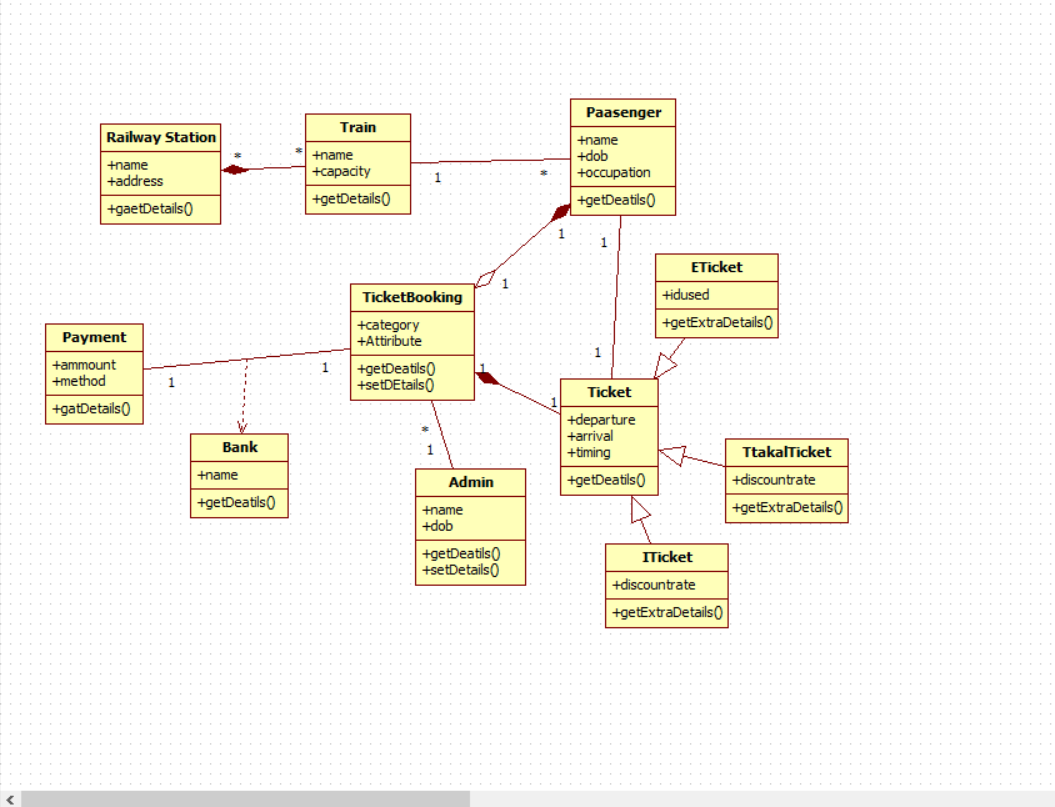 Railway Station
+name
+address
+gaetDetails()
*
*
Train
+name
+capacity
+getDetails()
1
*
Paasenger
+name
+dob
+occupation
+getDeatils()
1
1
1
1
ETicket
+idused
+getExtraDetails()
TicketBooking
+category
+Attiribute
+getDeatils()
+setDEtails()
Payment
+ammount
+method
+gatDetails()
1
1
1
1
Bank
+name
+getDeatils()
*
1
Admin
+name
+dob
+getDeatils()
+setDetails()
Ticket
+departure
+arrival
+timing
+getDeatils()
TtakalTicket
+discountrate
+getExtraDetails()
ITicket
+discountrate
+getExtraDetails()